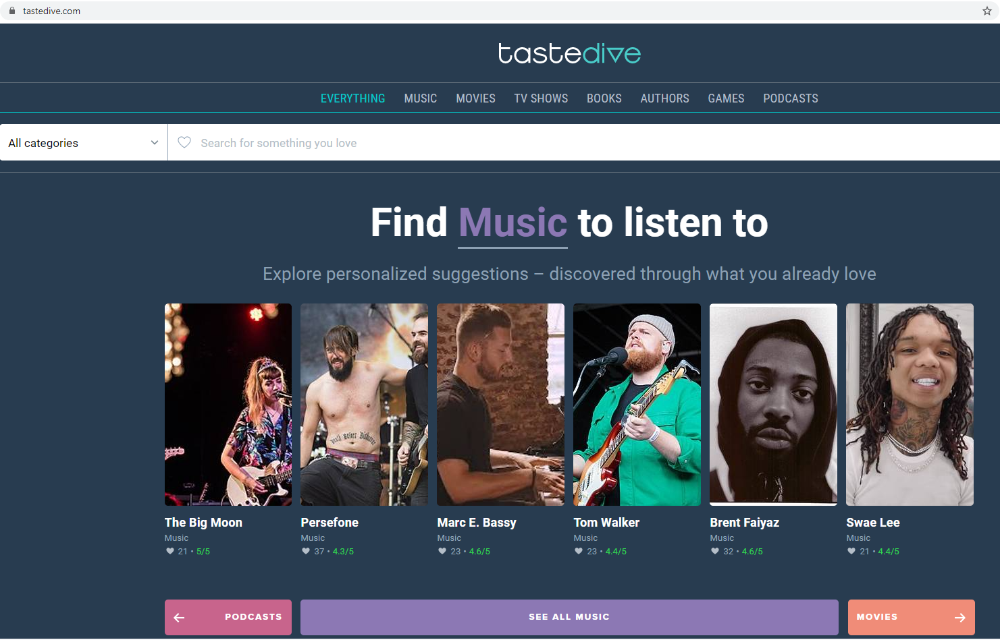 tastedive.com
tastedive
EVERYTHING MUSIC MOVIES TV SHOWS BOOKS AUTHORS GAMES PODCASTS
All categories Search for something you love
Find Music to listen to
Explore personalized suggestions – discovered through what you already love
The Big Moon
Music
21 • 5/5
Persefone
Music
37 • 4.3/5
Marc E. Bassy
Music
23 • 4.6/5
Tom Walker
Music
23 • 4.4/5
Brent Faiyaz
Music
32 • 4.6/5
Swae Lee
Music
21 • 4.4/5
← PODCASTS
SEE ALL MUSIC
MOVIES →